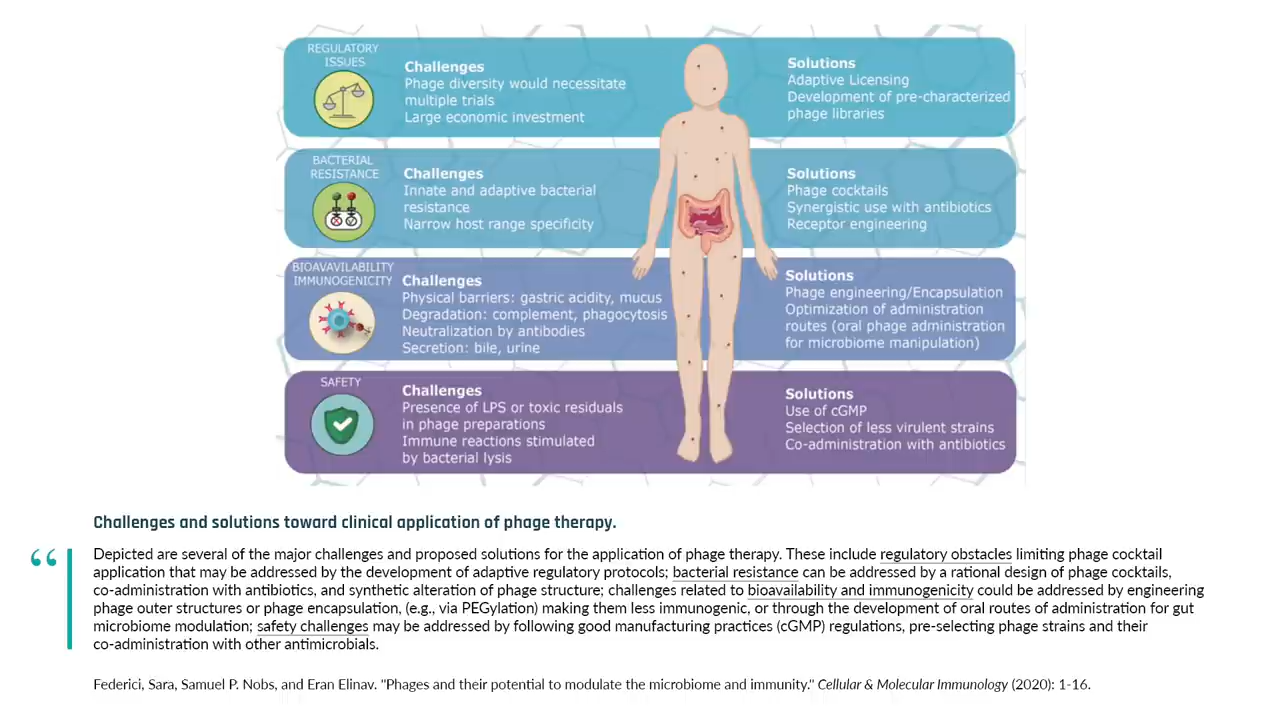 REGULATORY
ISSUES
Challenges
Phage diversity would necessitate
multiple trials
Large economic investment
Solutions
Adaptive Licensing
Development of pre-characterized
phage libraries
BACTERIAL
RESISTANCE
Challenges
Innate and adaptive bacterial
resistance
Narrow host range specificity
Solutions
Phage cocktails
Synergistic use with antibiotics
Receptor engineering
BIOAVAVILABILITY
IMMUNOGENICITY
Challenges
Physical barriers: gastric acidity, mucus
Degradation: complement, phagocytosis
Neutralization by antibodies
Secretion: bile, urine
Solutions
Phage engineering/Encapsulation
Optimization of administration
routes (oral phage administration
for microbiome manipulation)
SAFETY
Challenges
Presence of LPS or toxic residuals
in phage preparations
Immune reactions stimulated
by bacterial lysis
Solutions
Use of cGMP
Selection of less virulent strains
Co-administration with antibiotics
Challenges and solutions toward clinical application of phage therapy.
“
Depicted are several of the major challenges and proposed solutions for the application of phage therapy. These include regulatory obstacles limiting phage cocktail
application that may be addressed by the development of adaptive regulatory protocols; bacterial resistance can be addressed by a rational design of phage cocktails,
co-administration with antibiotics, and synthetic alteration of phage structure; challenges related to bioavailability and immunogenicity could be addressed by engineering
phage outer structures or phage encapsulation, (e.g., via PEGylation) making them less immunogenic, or through the development of oral routes of administration for gut
microbiome modulation; safety challenges may be addressed by following good manufacturing practices (cGMP) regulations, pre-selecting phage strains and their
co-administration with other antimicrobials.
Federici, Sara, Samuel P. Nobs, and Eran Elinav. "Phages and their potential to modulate the microbiome and immunity." Cellular & Molecular Immunology (2020): 1-16.